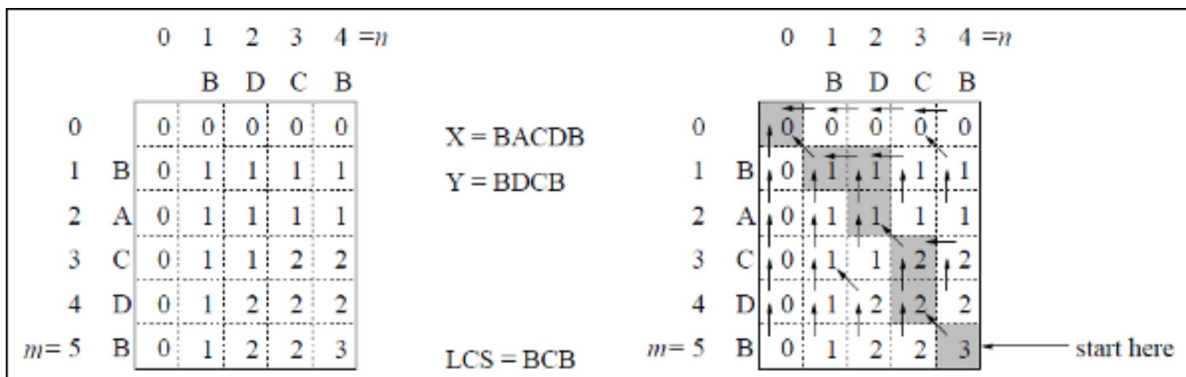 0 1 2 3 4 =n
B D C B
0 0 0 0 0 0
1 B 0 1 1 1 1
2 A 0 1 1 1 1
3 C 0 1 1 2 2
4 D 0 1 2 2 2
m= 5 B 0 1 2 2 3
X = BACDB
Y = BDCB
LCS = BCB
0 1 2 3 4 =n
B D C B
0 0 0 0 0 0
1 B 0 1 1 1 1
2 A 0 1 1 1 1
3 C 0 1 1 2 2
4 D 0 1 2 2 2
m= 5 B 0 1 2 2 3
start here